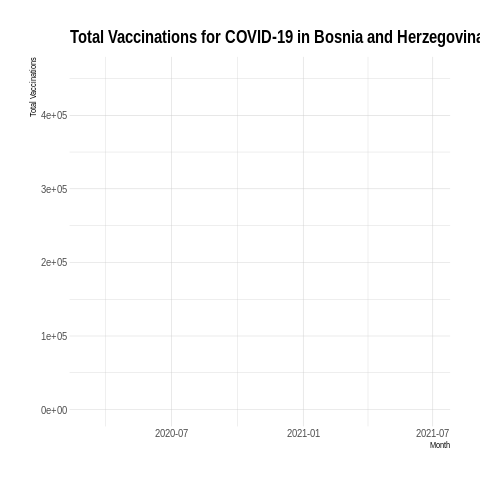 Total Vaccinations for COVID-19 in Bosnia and Herzegovina
Total Vaccinations
4e+05
3e+05
2e+05
1e+05
0e+00
2020-07
2021-01
2021-07
Month